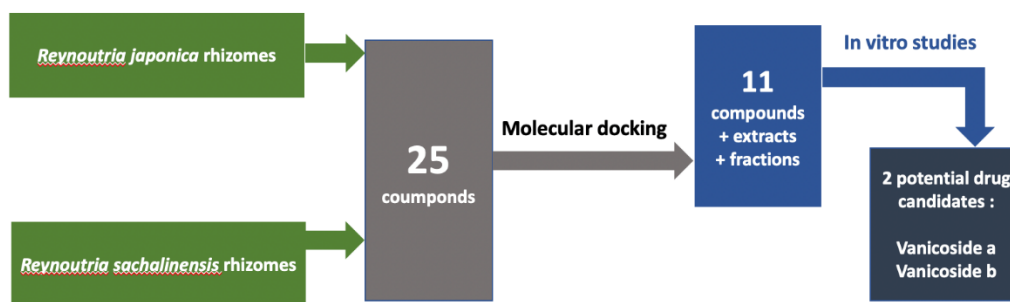 Reynoutria japonica rhizomes
Reynoutria sachalinensis rhizomes
25
coumponds
Molecular docking
11
compounds
+ extracts
+ fractions
In vitro studies
2 potential drug
candidates :
Vanicoside a
Vanicoside b